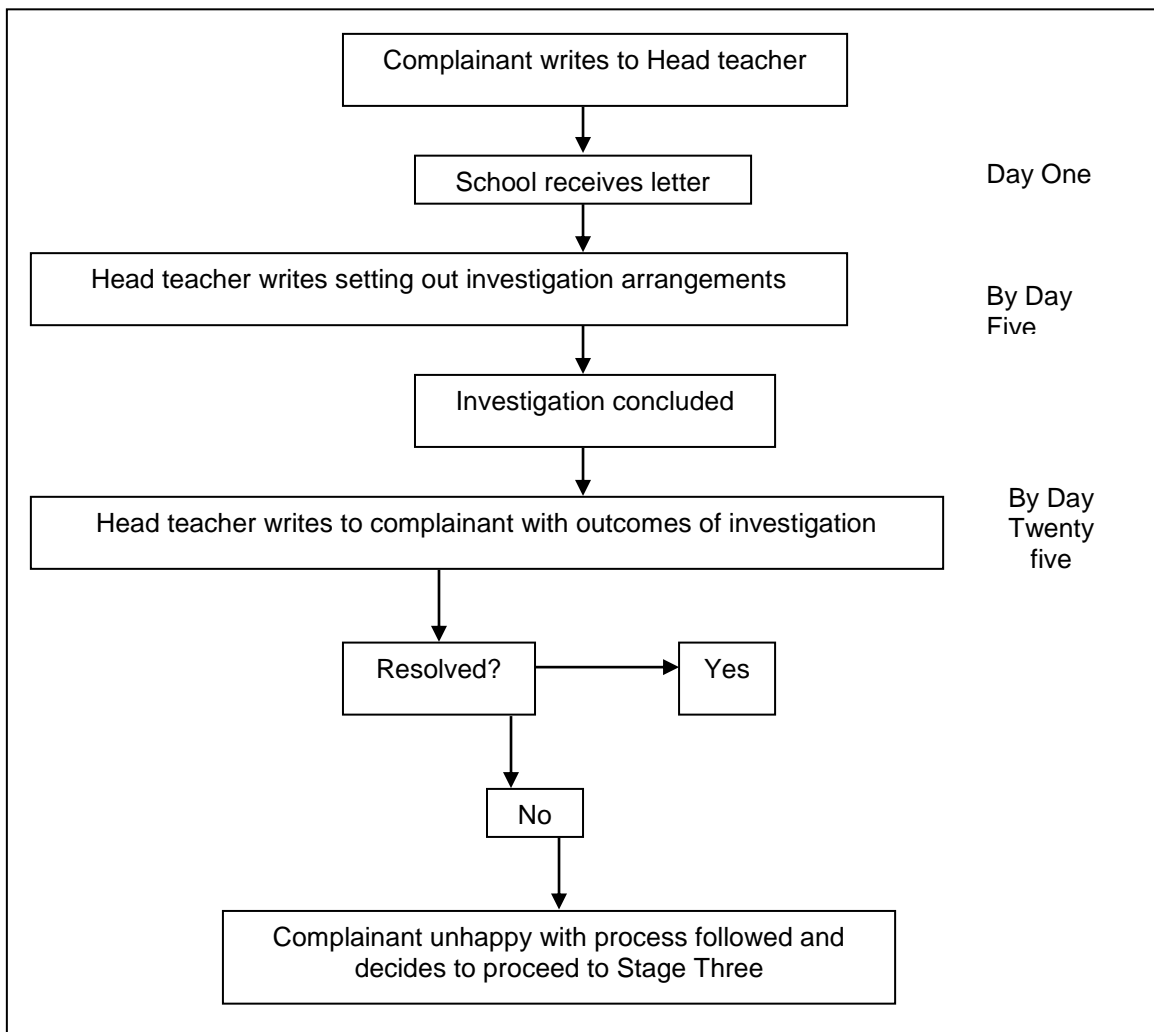 Complainant writes to Head teacher
School receives letter
Day One
Head teacher writes setting out investigation arrangements
By Day
Five
Investigation concluded
Head teacher writes to complainant with outcomes of investigation
By Day
Twenty
five
Resolved?
Yes
No
Complainant unhappy with process followed and
decides to proceed to Stage Three